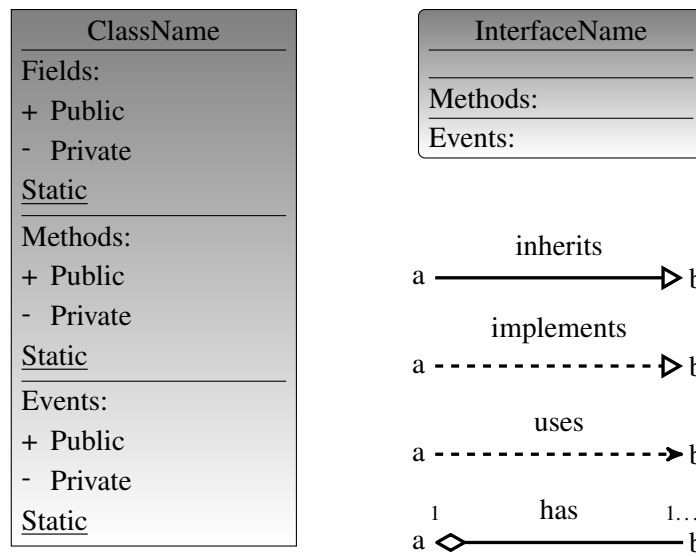 ClassName
Fields:
+ Public
- Private
Static
Methods:
+ Public
- Private
Static
Events:
+ Public
- Private
Static
InterfaceName
Methods:
Events:
inherits
a b
implements
a b
uses
a b
1 has 1..
a b